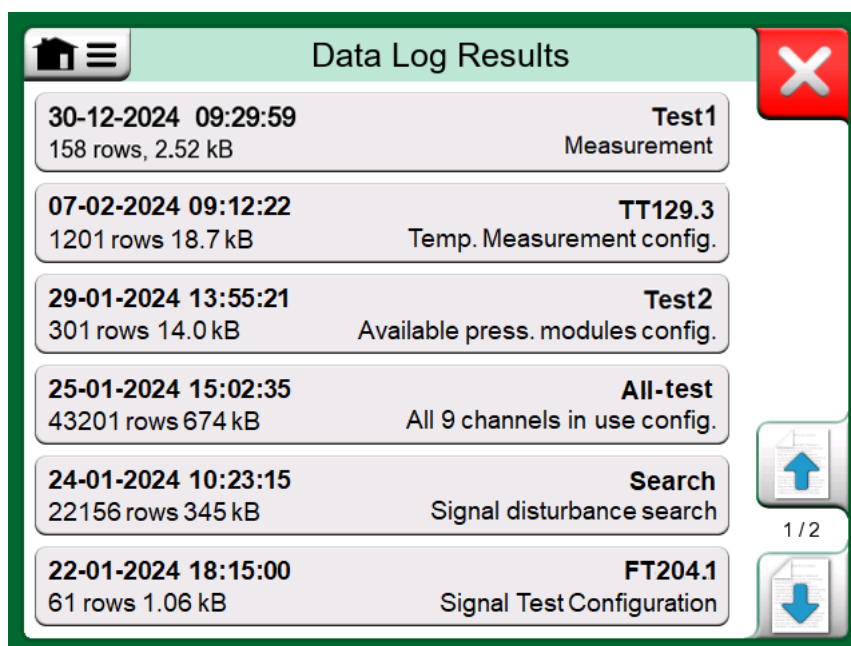 Data Log Results
30-12-2024 09:29:59 Test1
158 rows, 2.52 kB Measurement
07-02-2024 09:12:22 TT129.3
1201 rows 18.7 kB Temp. Measurement config.
29-01-2024 13:55:21 Test2
301 rows 14.0 kB Available press. modules config.
25-01-2024 15:02:35 All-test
43201 rows 674 kB All 9 channels in use config.
24-01-2024 10:23:15 Search
22156 rows 345 kB Signal disturbance search
1 / 2
22-01-2024 18:15:00 FT204.1
61 rows 1.06 kB Signal Test Configuration